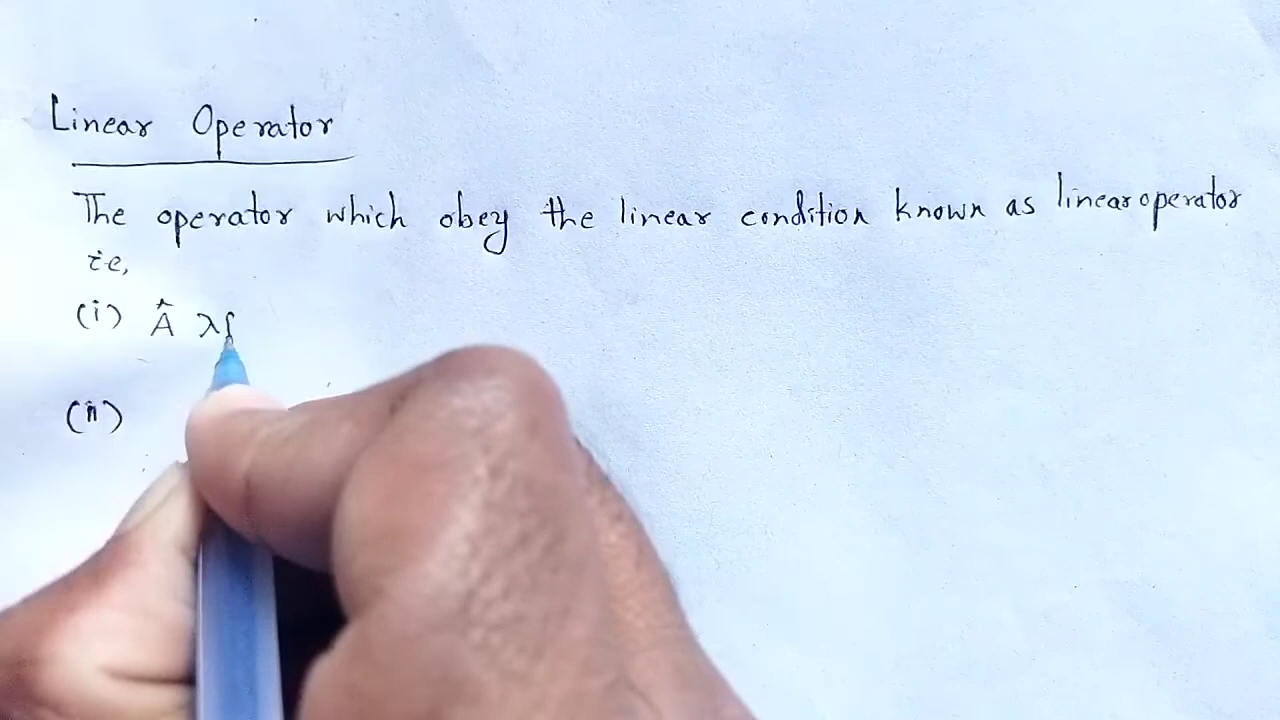 Linear Operator
The operator which obey the linear condition known as linear operator
ie,
(i) Â λf
(ii)